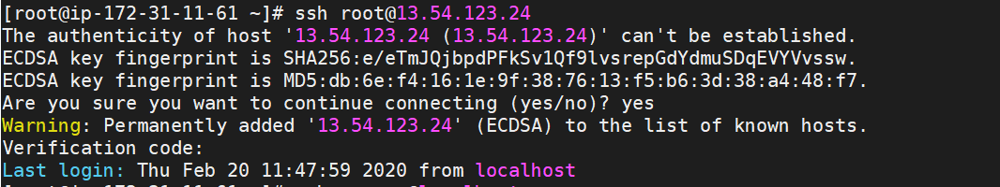 [root@ip-172-31-11-61 ~]# ssh root@13.54.123.24
The authenticity of host '13.54.123.24 (13.54.123.24)' can't be established.
ECDSA key fingerprint is SHA256:e/eTmJQjbpdPFkSv1Qf9lvsrepGdYdmuSDqEVYVvssw.
ECDSA key fingerprint is MD5:db:6e:f4:16:1e:9f:38:76:13:f5:b6:3d:38:a4:48:f7.
Are you sure you want to continue connecting (yes/no)? yes
Warning: Permanently added '13.54.123.24' (ECDSA) to the list of known hosts.
Verification code:
Last login: Thu Feb 20 11:47:59 2020 from localhost